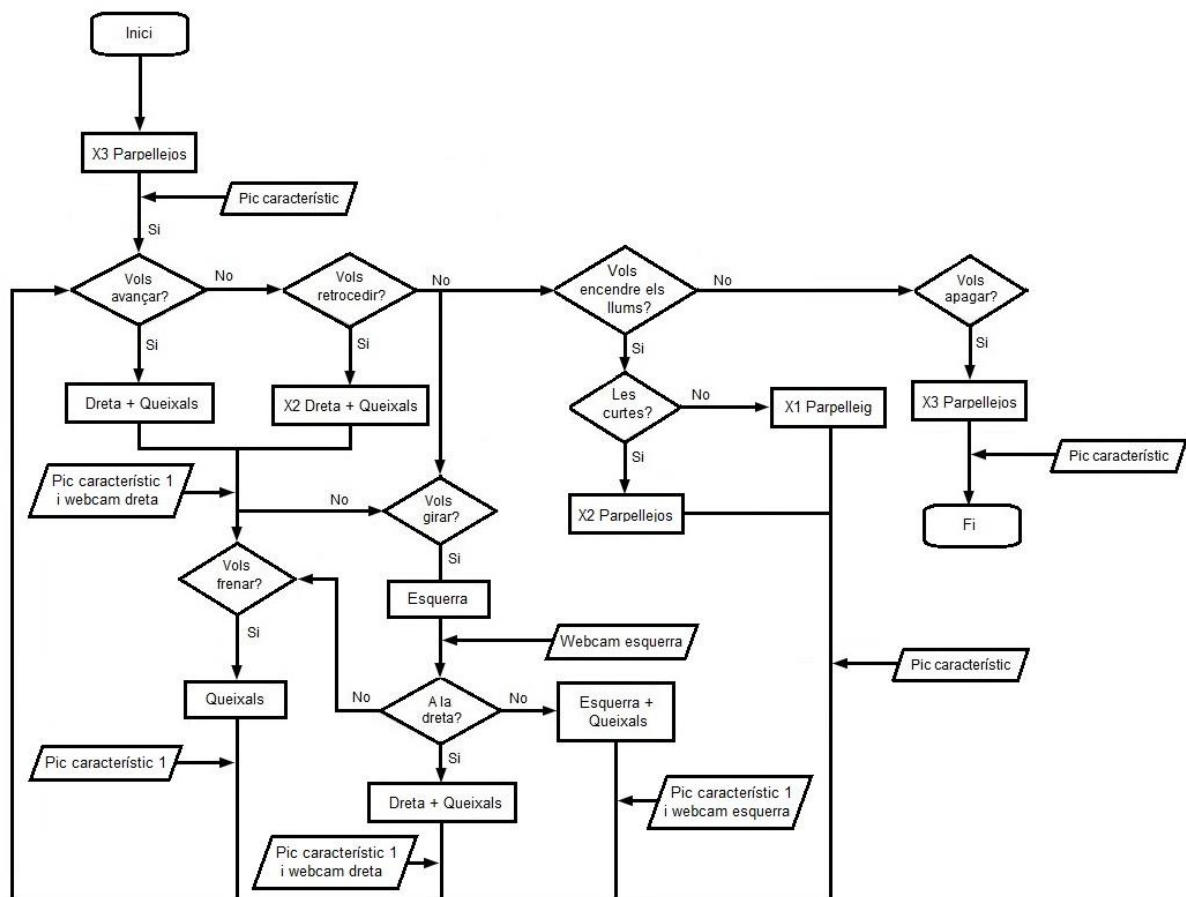 Inici
X3 Parpellejos
Pic característic
Si
Vols
avançar?
No
Vols
retrocedir?
No
Vols
encendre els
llums?
No
Vols
apagar?
Si
Si
Si
Si
Dreta + Queixals
X2 Dreta + Queixals
Les
curtes?
No
X1 Parpelleig
X3 Parpellejos
Si
Pic característic
Pic característic 1
i webcam dreta
No
Vols
girar?
X2 Parpellejos
Fi
Si
Vols
frenar?
Esquerra
Si
Webcam esquerra
Pic característic
Queixals
No
A la
dreta?
No
Esquerra +
Queixals
Si
Pic característic 1
Dreta + Queixals
Pic característic 1
i webcam esquerra
Pic característic 1
i webcam dreta